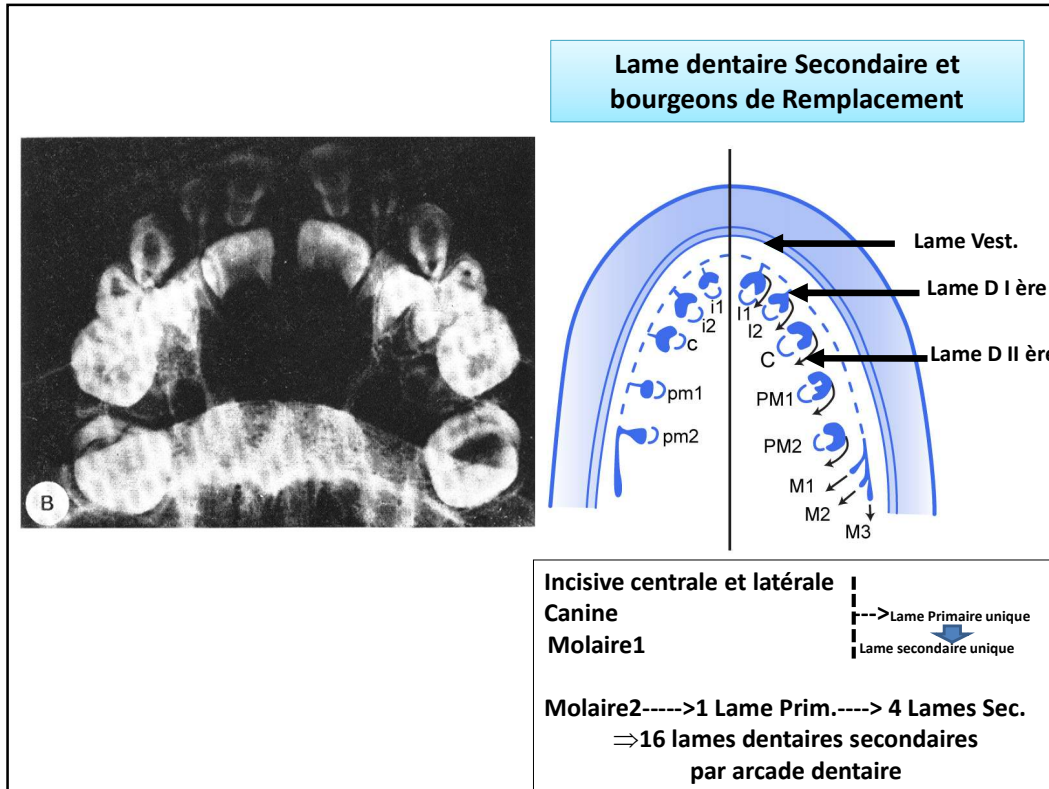 Lame dentaire Secondaire et
bourgeons de Remplacement
B
Lame Vest.
Lame D I ère
Lame D II ère
i1
i2
c
pm1
pm2
I1
I2
C
PM1
PM2
M1
M2
M3
Incisive centrale et latérale
Canine
--->Lame Primaire unique
Molaire1
Lame secondaire unique
Molaire2----->1 Lame Prim.----> 4 Lames Sec.
⇒16 lames dentaires secondaires
par arcade dentaire